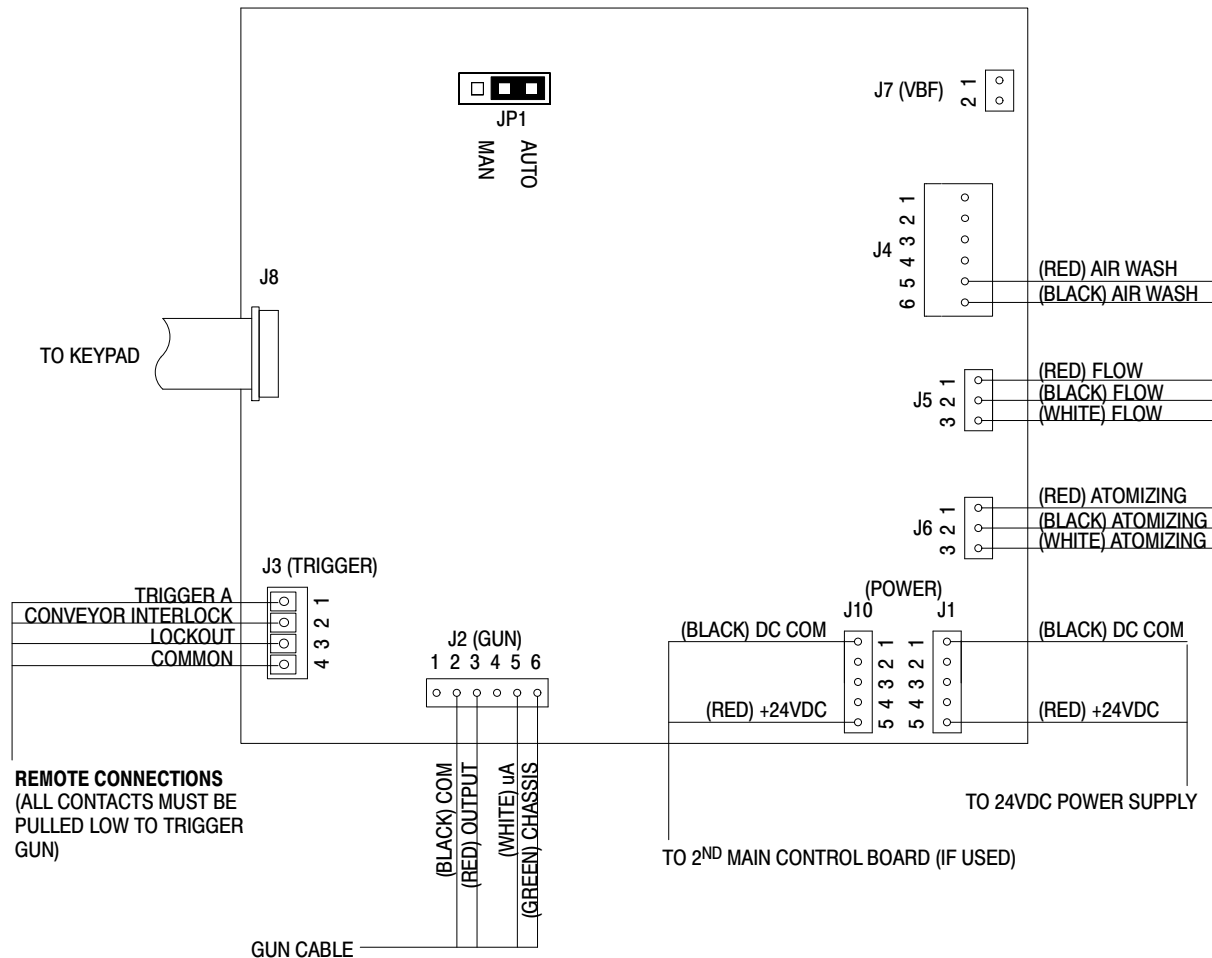 J7 (VBF)
1
2
JP1
MAN
AUTO
J4
1
2
3
4
5
6
(RED) AIR WASH
(BLACK) AIR WASH
J8
TO KEYPAD
J5
1
2
3
(RED) FLOW
(BLACK) FLOW
(WHITE) FLOW
J6
1
2
3
(RED) ATOMIZING
(BLACK) ATOMIZING
(WHITE) ATOMIZING
J3 (TRIGGER)
TRIGGER A
CONVEYOR INTERLOCK
LOCKOUT
COMMON
1
2
3
4
REMOTE CONNECTIONS
(ALL CONTACTS MUST BE
PULLED LOW TO TRIGGER
GUN)
J2 (GUN)
1 2 3 4 5 6
(BLACK) COM
(RED) OUTPUT
(WHITE) uA
(GREEN) CHASSIS
GUN CABLE
(POWER)
J10
J1
(BLACK) DC COM
(RED) +24VDC
1
2
3
4
5
1
2
3
4
5
(BLACK) DC COM
(RED) +24VDC
TO 24VDC POWER SUPPLY
TO 2ND MAIN CONTROL BOARD (IF USED)